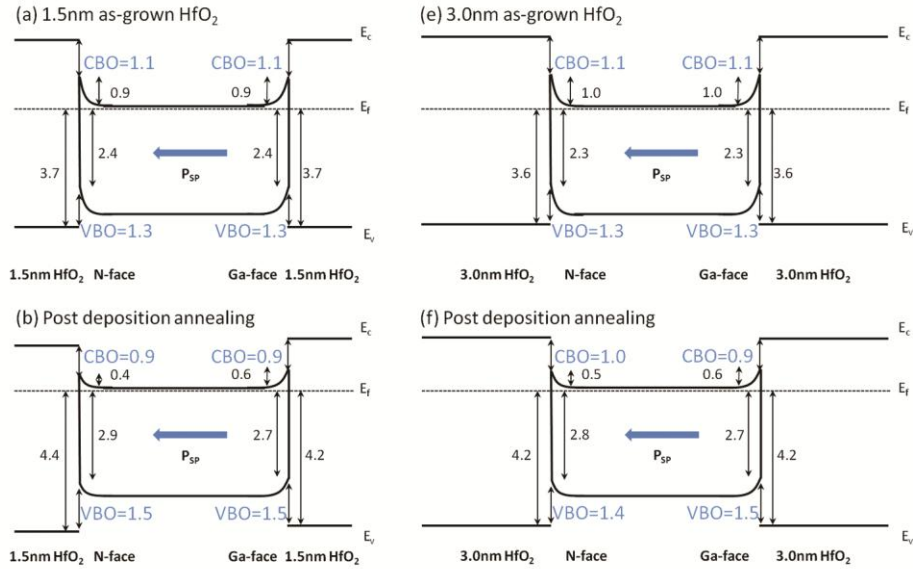 (a) 1.5nm as-grown HfO₂
E_c
CBO=1.1 CBO=1.1
0.9 0.9
E_f
2.4 2.4
3.7 P_SP 3.7
VBO=1.3 VBO=1.3
E_v
1.5nm HfO₂ N-face Ga-face 1.5nm HfO₂
(e) 3.0nm as-grown HfO₂
E_c
CBO=1.1 CBO=1.1
1.0 1.0
E_f
2.3 2.3
3.6 P_SP 3.6
VBO=1.3 VBO=1.3
E_v
3.0nm HfO₂ N-face Ga-face 3.0nm HfO₂
(b) Post deposition annealing
E_c
CBO=0.9 CBO=0.9
0.4 0.6
E_f
2.9 2.7
4.4 P_SP 4.2
VBO=1.5 VBO=1.5
E_v
1.5nm HfO₂ N-face Ga-face 1.5nm HfO₂
(f) Post deposition annealing
E_c
CBO=1.0 CBO=0.9
0.5 0.6
E_f
2.8 2.7
4.2 P_SP 4.2
VBO=1.4 VBO=1.5
E_v
3.0nm HfO₂ N-face Ga-face 3.0nm HfO₂